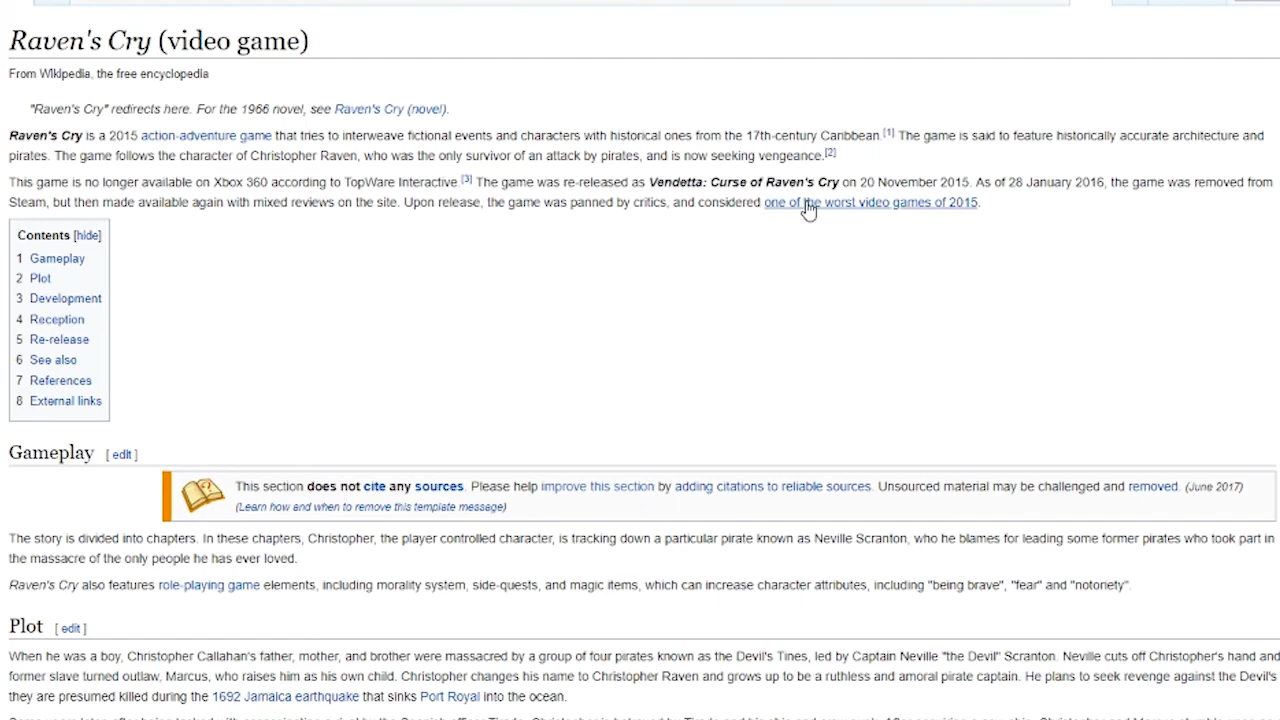 Raven's Cry (video game)
From Wikipedia, the free encyclopedia
"Raven's Cry" redirects here. For the 1966 novel, see Raven's Cry (novel).
Raven's Cry is a 2015 action-adventure game that tries to interweave fictional events and characters with historical ones from the 17th-century Caribbean.[1] The game is said to feature historically accurate architecture and
pirates. The game follows the character of Christopher Raven, who was the only survivor of an attack by pirates, and is now seeking vengeance.[2]
This game is no longer available on Xbox 360 according to TopWare Interactive.[3] The game was re-released as Vendetta: Curse of Raven's Cry on 20 November 2015. As of 28 January 2016, the game was removed from
Steam, but then made available again with mixed reviews on the site. Upon release, the game was panned by critics, and considered one of the worst video games of 2015.
Contents [hide]
1 Gameplay
2 Plot
3 Development
4 Reception
5 Re-release
6 See also
7 References
8 External links
Gameplay [ edit ]
This section does not cite any sources. Please help improve this section by adding citations to reliable sources. Unsourced material may be challenged and removed. (June 2017)
(Learn how and when to remove this template message)
The story is divided into chapters. In these chapters, Christopher, the player controlled character, is tracking down a particular pirate known as Neville Scranton, who he blames for leading some former pirates who took part in
the massacre of the only people he has ever loved.
Raven's Cry also features role-playing game elements, including morality system, side-quests, and magic items, which can increase character attributes, including "being brave", "fear" and "notoriety".
Plot [ edit ]
When he was a boy, Christopher Callahan's father, mother, and brother were massacred by a group of four pirates known as the Devil's Tines, led by Captain Neville "the Devil" Scranton. Neville cuts off Christopher's hand and
former slave turned outlaw, Marcus, who raises him as his own child. Christopher changes his name to Christopher Raven and grows up to be a ruthless and amoral pirate captain. He plans to seek revenge against the Devil's
they are presumed killed during the 1692 Jamaica earthquake that sinks Port Royal into the ocean.